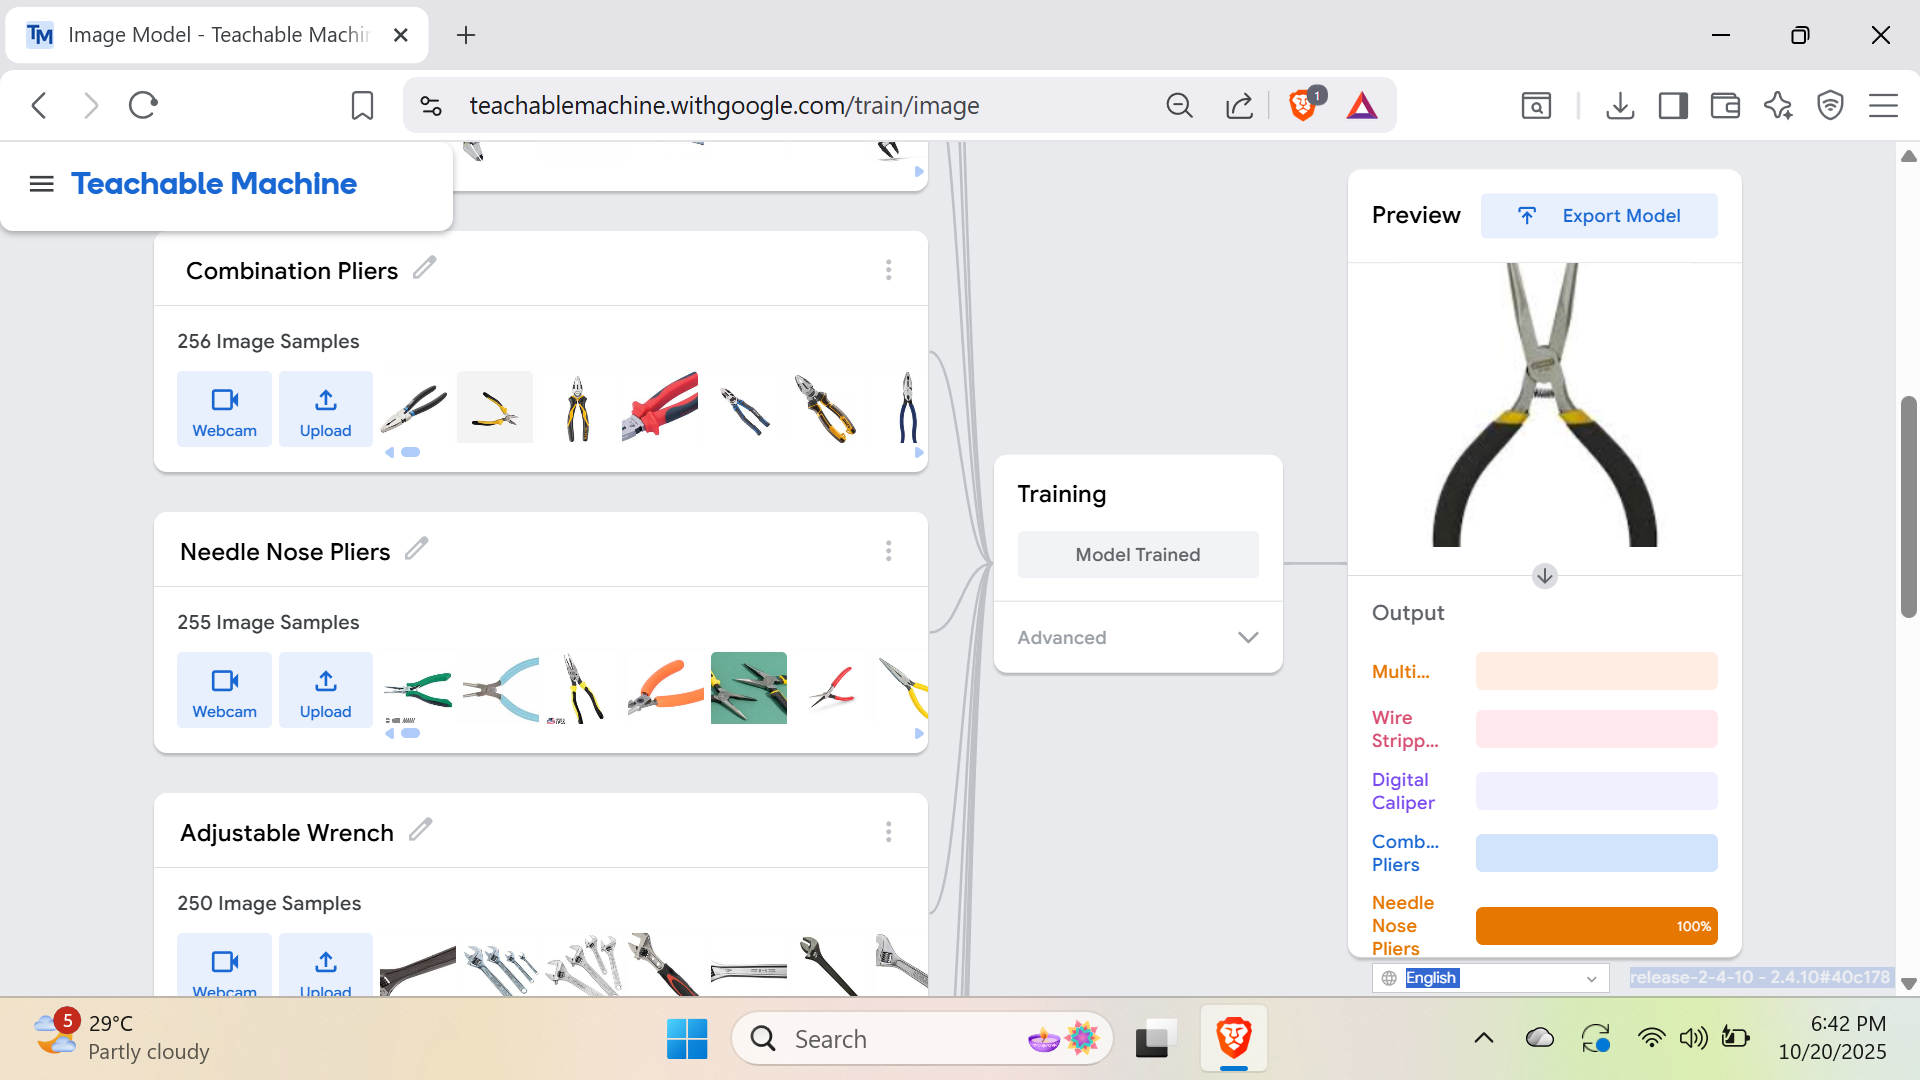 TM Image Model - Teachable Machin
teachablemachine.withgoogle.com/train/image
1
Teachable Machine
Combination Pliers
256 Image Samples
Webcam
Upload
Needle Nose Pliers
255 Image Samples
Webcam
Upload
Adjustable Wrench
250 Image Samples
Webcam
Upload
Training
Model Trained
Advanced
Preview
Export Model
Output
Multi...
Wire
Stripp...
Digital
Caliper
Comb...
Pliers
Needle
Nose
Pliers
100%
English
release-2-4-10 - 2.4.10#40c178
5
29°C
Partly cloudy
Search
6:42 PM
10/20/2025